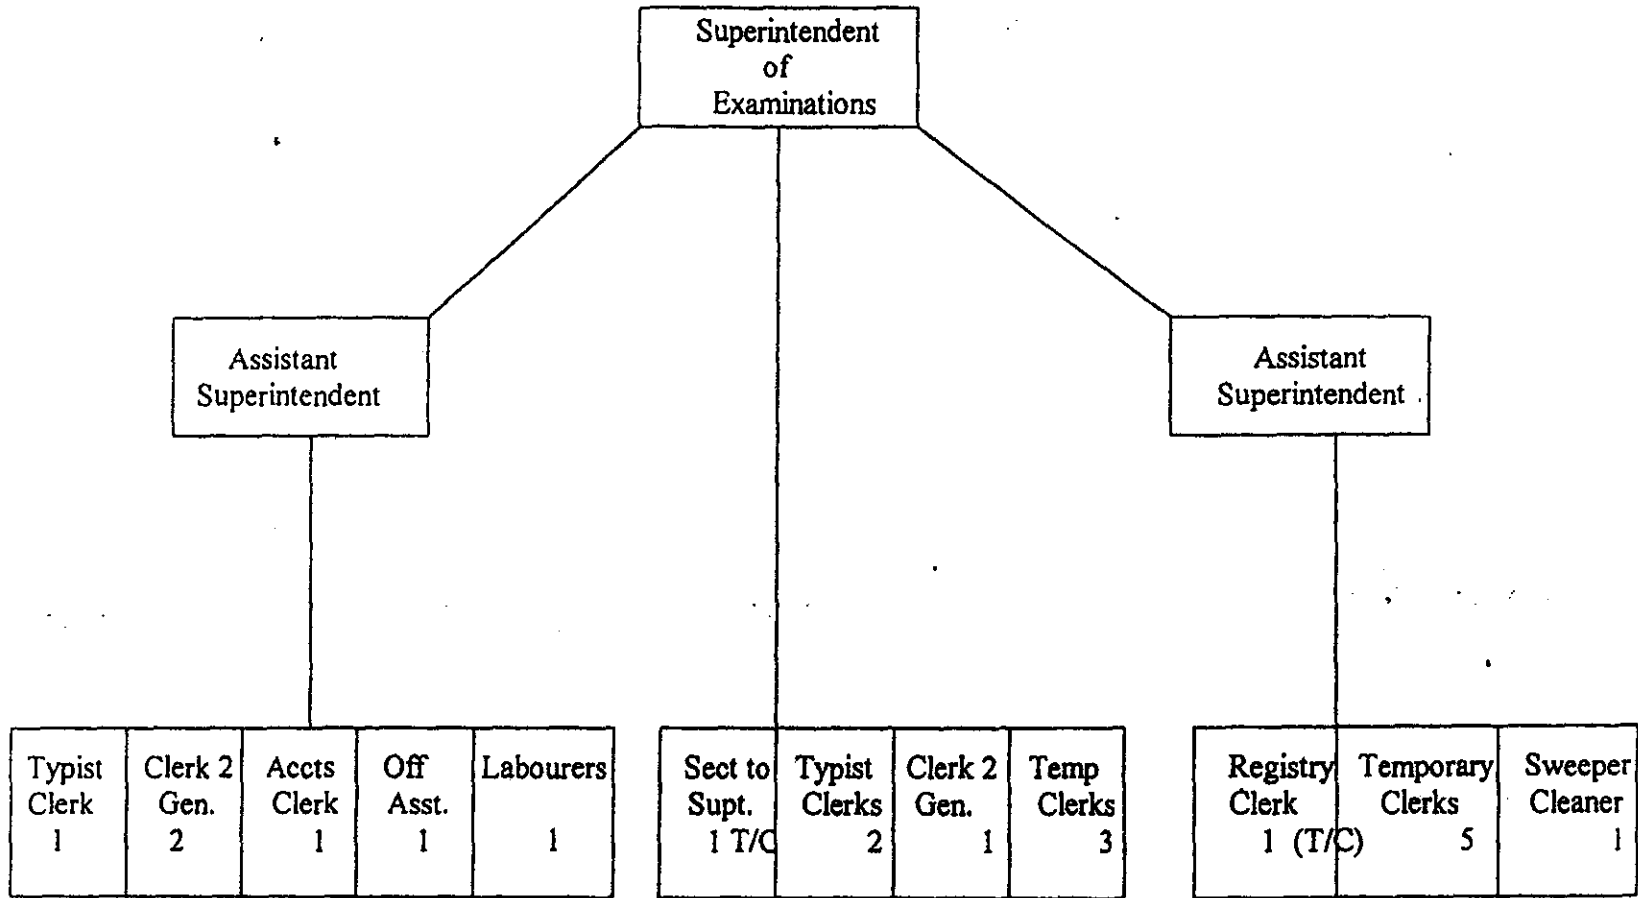 Superintendent
of
Examinations
Assistant
Superintendent
Assistant
Superintendent
Typist
Clerk
1
Clerk 2
Gen.
2
Accts
Clerk
1
Off
Asst.
1
Labourers
1
Sect to
Supt.
1 T/C
Typist
Clerks
2
Clerk 2
Gen.
1
Temp
Clerks
3
Registry
Clerk
1 (T/C)
Temporary
Clerks
5
Sweeper
Cleaner
1